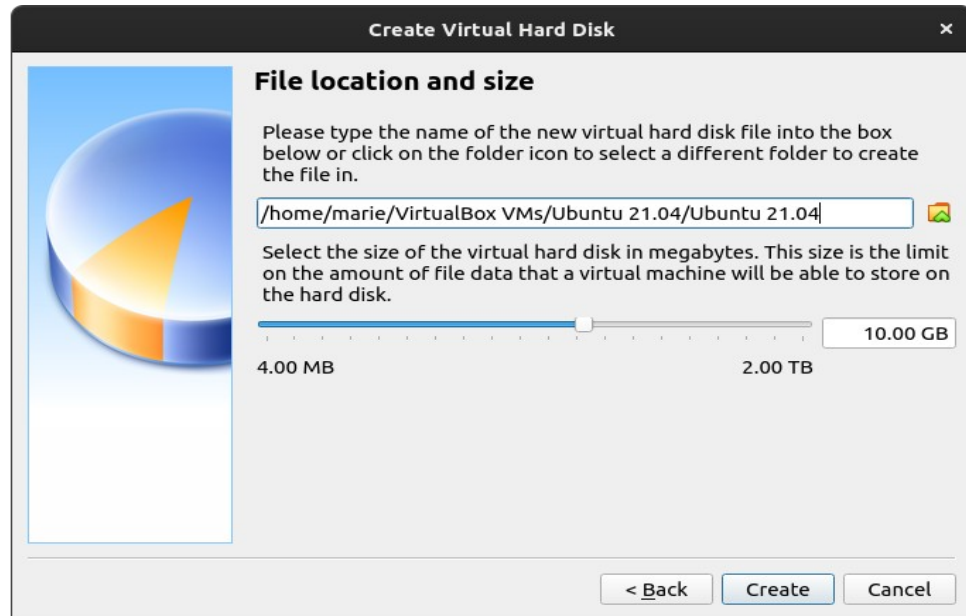 Create Virtual Hard Disk
×
File location and size
Please type the name of the new virtual hard disk file into the box
below or click on the folder icon to select a different folder to create
the file in.
/home/marie/VirtualBox VMs/Ubuntu 21.04/Ubuntu 21.04
Select the size of the virtual hard disk in megabytes. This size is the limit
on the amount of file data that a virtual machine will be able to store on
the hard disk.
10.00 GB
4.00 MB 2.00 TB
< Back Create Cancel